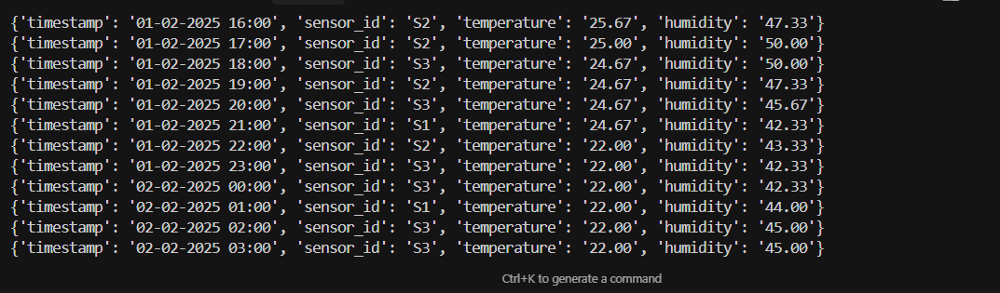 {'timestamp': '01-02-2025 16:00', 'sensor_id': 'S2', 'temperature': '25.67', 'humidity': '47.33'}
{'timestamp': '01-02-2025 17:00', 'sensor_id': 'S2', 'temperature': '25.00', 'humidity': '50.00'}
{'timestamp': '01-02-2025 18:00', 'sensor_id': 'S3', 'temperature': '24.67', 'humidity': '50.00'}
{'timestamp': '01-02-2025 19:00', 'sensor_id': 'S2', 'temperature': '24.67', 'humidity': '47.33'}
{'timestamp': '01-02-2025 20:00', 'sensor_id': 'S3', 'temperature': '24.67', 'humidity': '45.67'}
{'timestamp': '01-02-2025 21:00', 'sensor_id': 'S1', 'temperature': '24.67', 'humidity': '42.33'}
{'timestamp': '01-02-2025 22:00', 'sensor_id': 'S2', 'temperature': '22.00', 'humidity': '43.33'}
{'timestamp': '01-02-2025 23:00', 'sensor_id': 'S3', 'temperature': '22.00', 'humidity': '42.33'}
{'timestamp': '02-02-2025 00:00', 'sensor_id': 'S3', 'temperature': '22.00', 'humidity': '42.33'}
{'timestamp': '02-02-2025 01:00', 'sensor_id': 'S1', 'temperature': '22.00', 'humidity': '44.00'}
{'timestamp': '02-02-2025 02:00', 'sensor_id': 'S3', 'temperature': '22.00', 'humidity': '45.00'}
{'timestamp': '02-02-2025 03:00', 'sensor_id': 'S3', 'temperature': '22.00', 'humidity': '45.00'}
Ctrl+K to generate a command